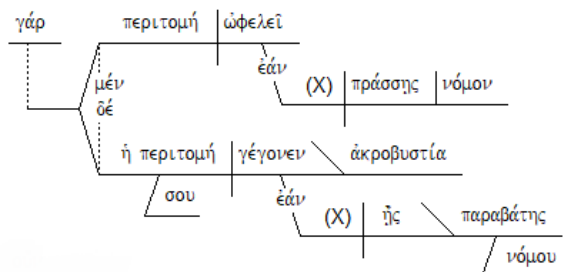 γάρ περιτομή ὠφελεῖ
ἐάν
μέν (X) πράσσῃς νόμον
δέ
ἡ περιτομή γέγονεν ἀκροβυστία
σου ἐάν
(X) ᾖς παραβάτης
νόμου